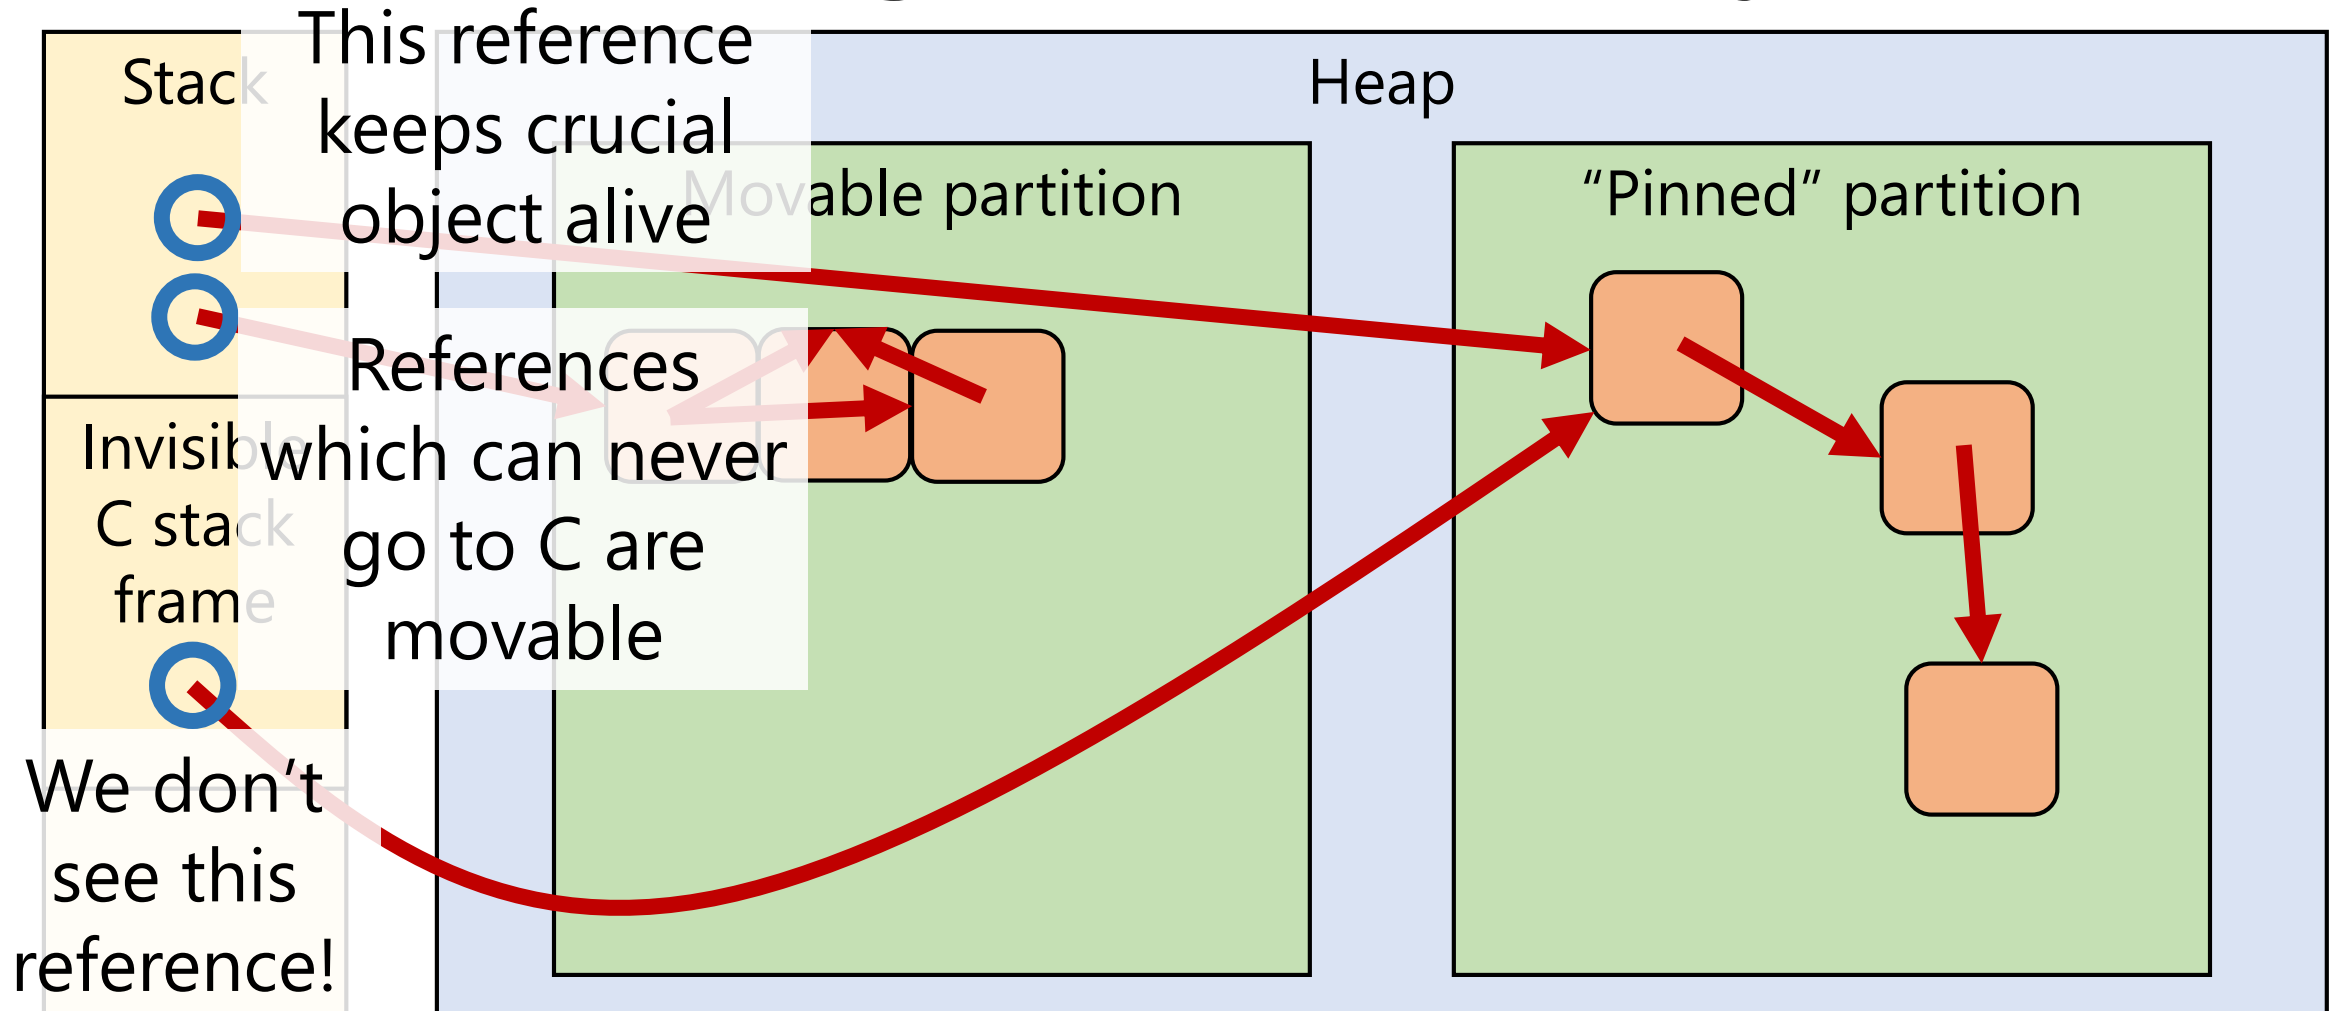 This reference
keeps crucial
object alive
Stack
Heap
Movable partition
“Pinned” partition
References
which can never
go to C are
movable
Invisible
C stack
frame
We don’t
see this
reference!